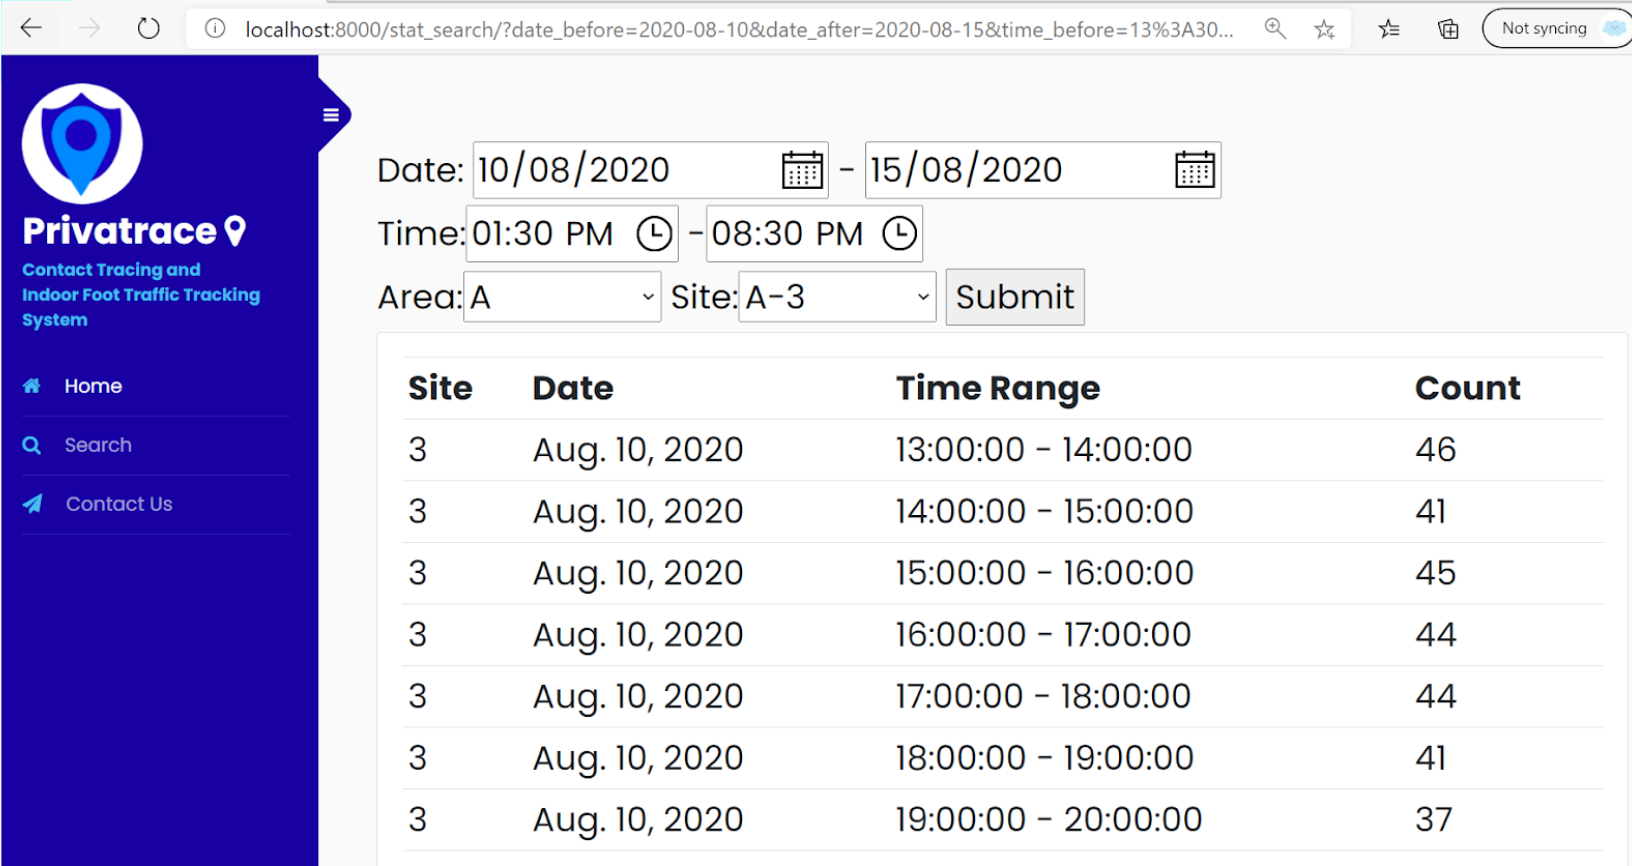 localhost:8000/stat_search/?date_before=2020-08-10&date_after=2020-08-15&time_before=13%3A30...
Not syncing
Privatrace
Contact Tracing and
Indoor Foot Traffic Tracking
System
Home
Search
Contact Us
Date: 10/08/2020 - 15/08/2020
Time: 01:30 PM - 08:30 PM
Area: A Site: A-3 Submit
Site Date Time Range Count
3 Aug. 10, 2020 13:00:00 - 14:00:00 46
3 Aug. 10, 2020 14:00:00 - 15:00:00 41
3 Aug. 10, 2020 15:00:00 - 16:00:00 45
3 Aug. 10, 2020 16:00:00 - 17:00:00 44
3 Aug. 10, 2020 17:00:00 - 18:00:00 44
3 Aug. 10, 2020 18:00:00 - 19:00:00 41
3 Aug. 10, 2020 19:00:00 - 20:00:00 37